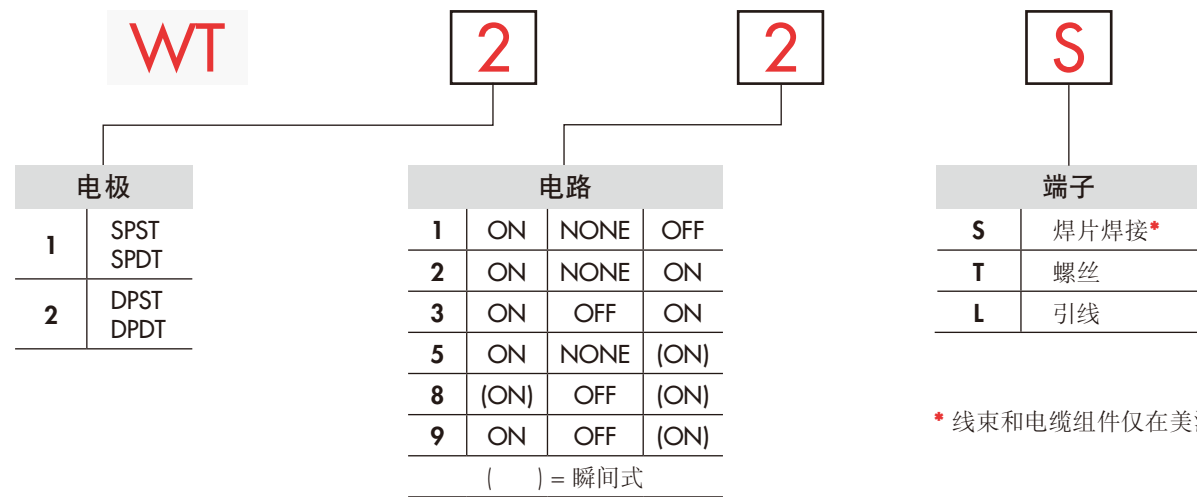 WT 2 2 S
电极
1 SPST
SPDT
2 DPST
DPDT
电路
1 ON NONE OFF
2 ON NONE ON
3 ON OFF ON
5 ON NONE (ON)
8 (ON) OFF (ON)
9 ON OFF (ON)
( ) = 瞬间式
端子
S 焊片焊接*
T 螺丝
L 引线
* 线束和电缆组件仅在美